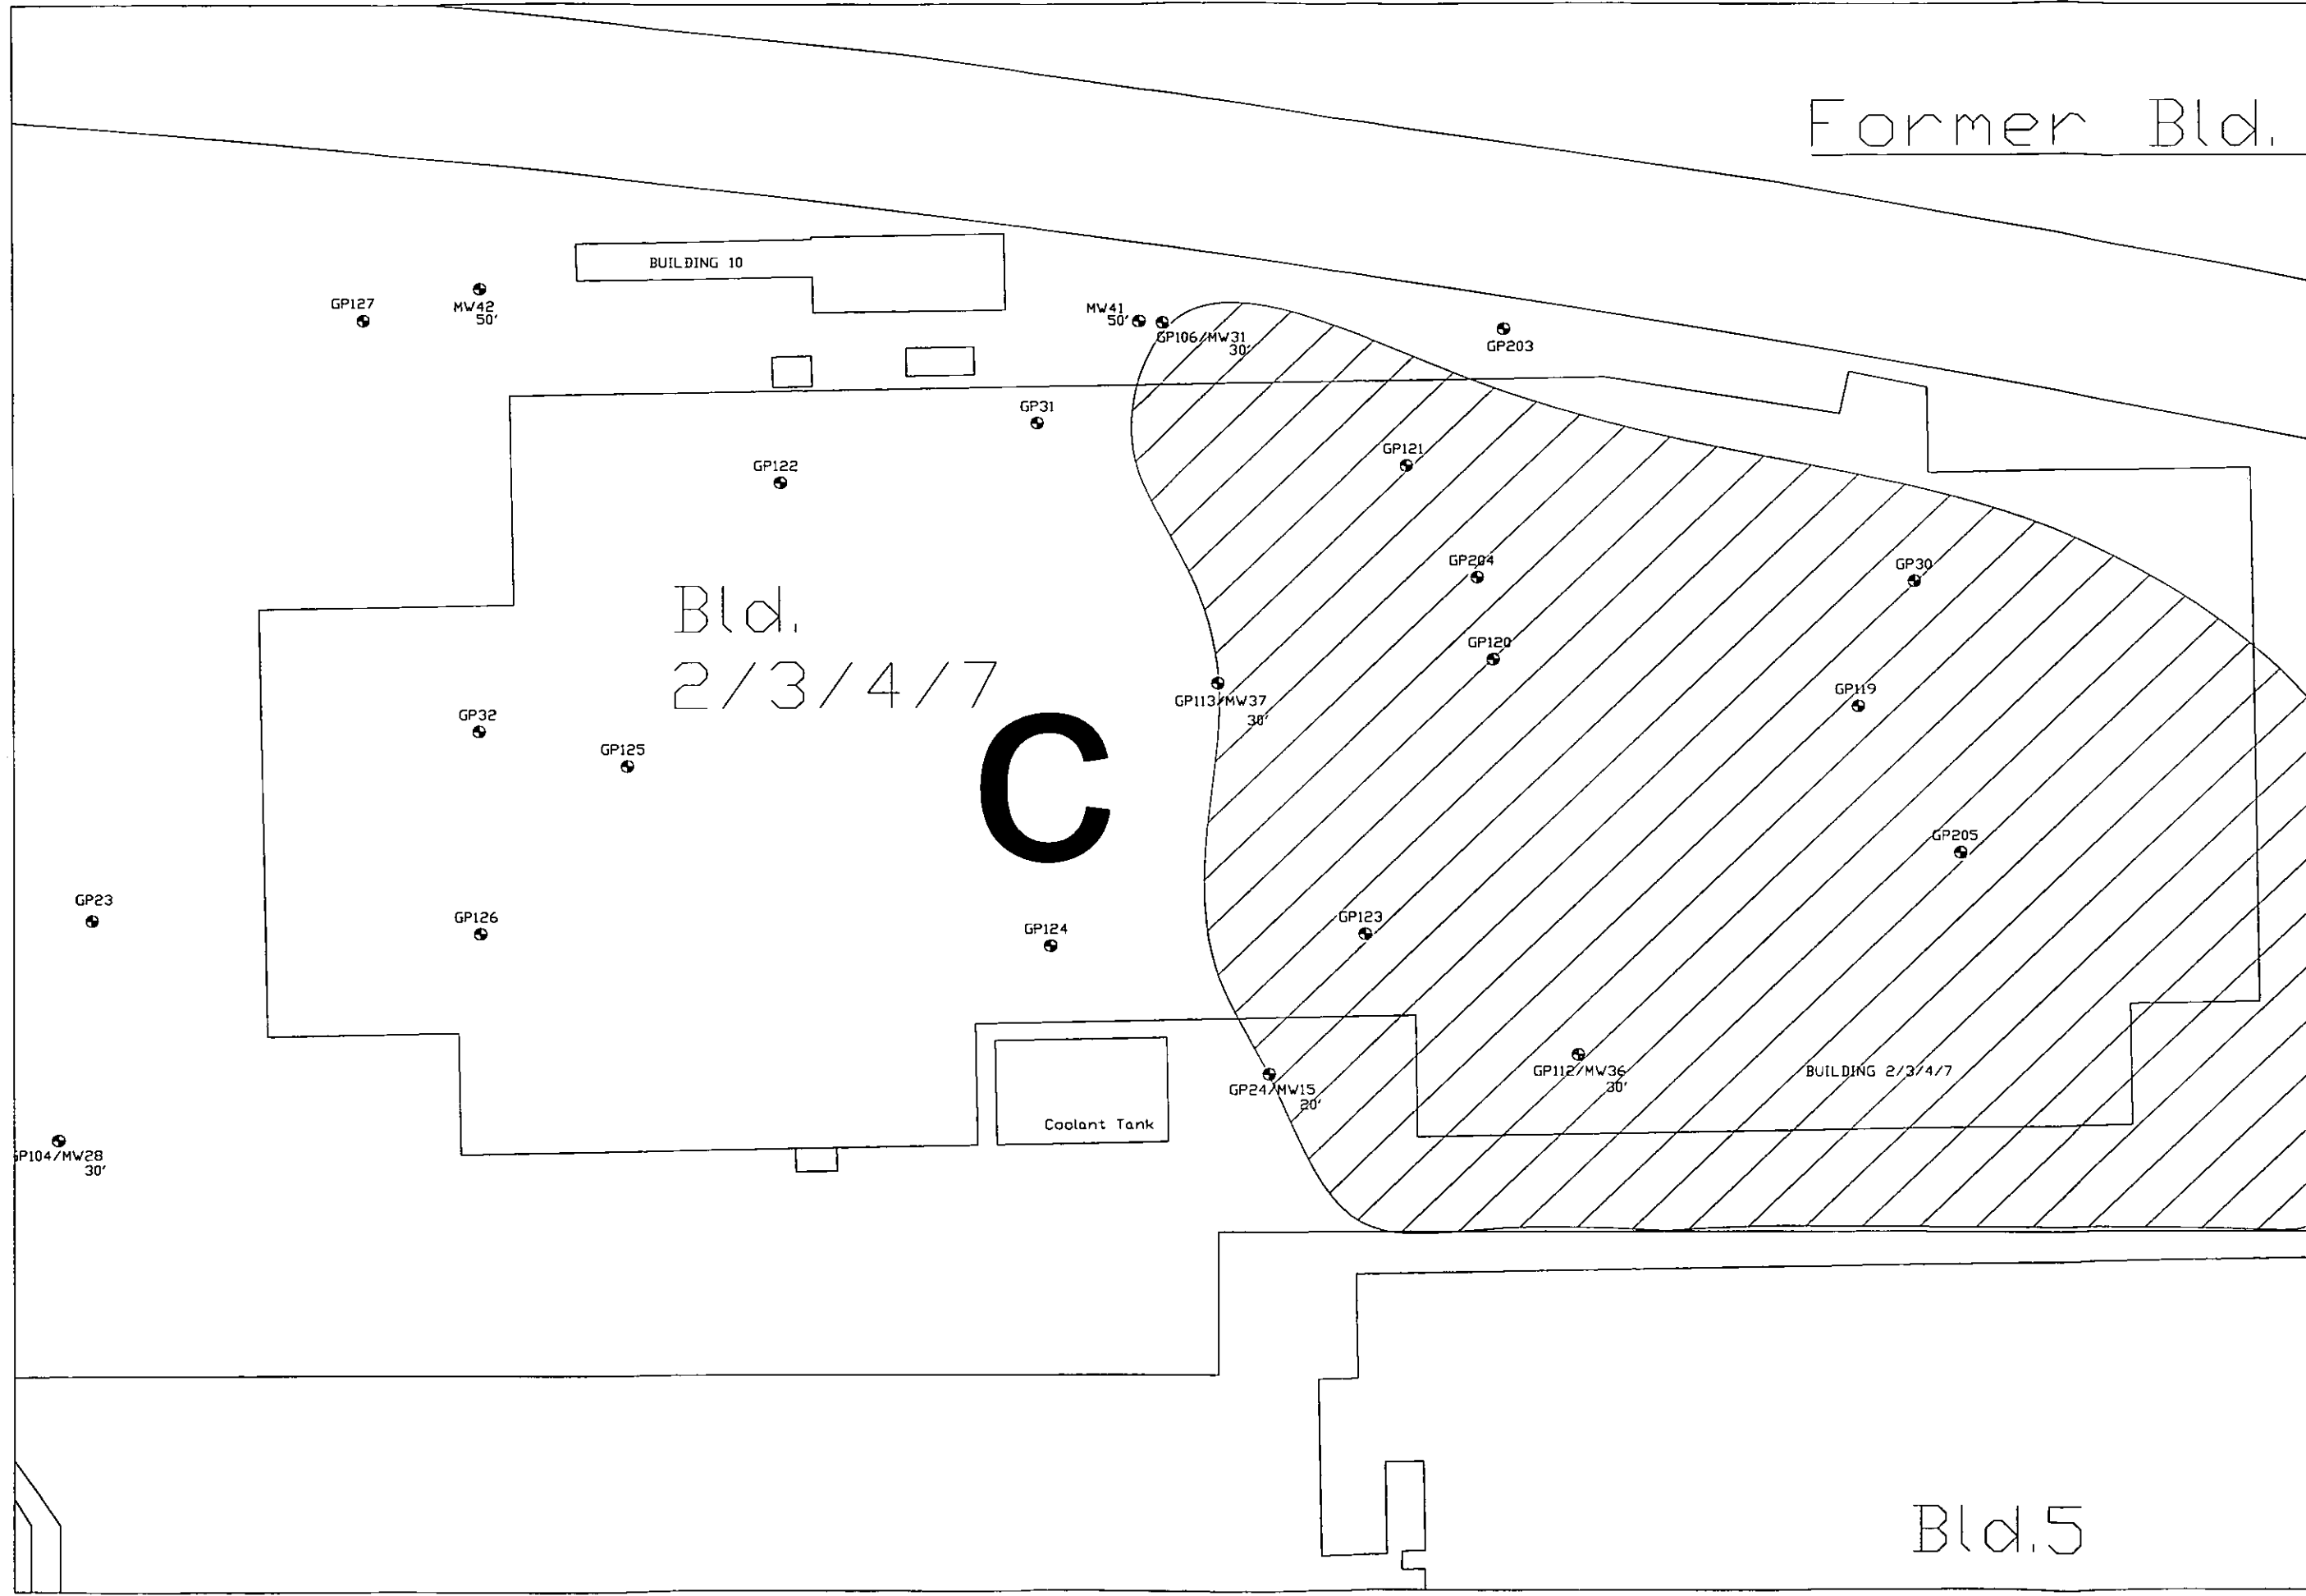 Former Bld.
BUILDING 10
GP127
MW42
50'
MW41
50'
GP106/MW31
30'
GP203
GP31
GP121
GP122
GP204
GP30
Bld.
2/3/4/7
GP120
GP113/MW37
30'
GP119
GP32
GP125
C
GP205
GP23
GP126
GP124
GP123
GP112/MW36
30'
BUILDING 2/3/4/7
GP24/MW15
20'
Coolant Tank
GP104/MW28
30'
Bld.5